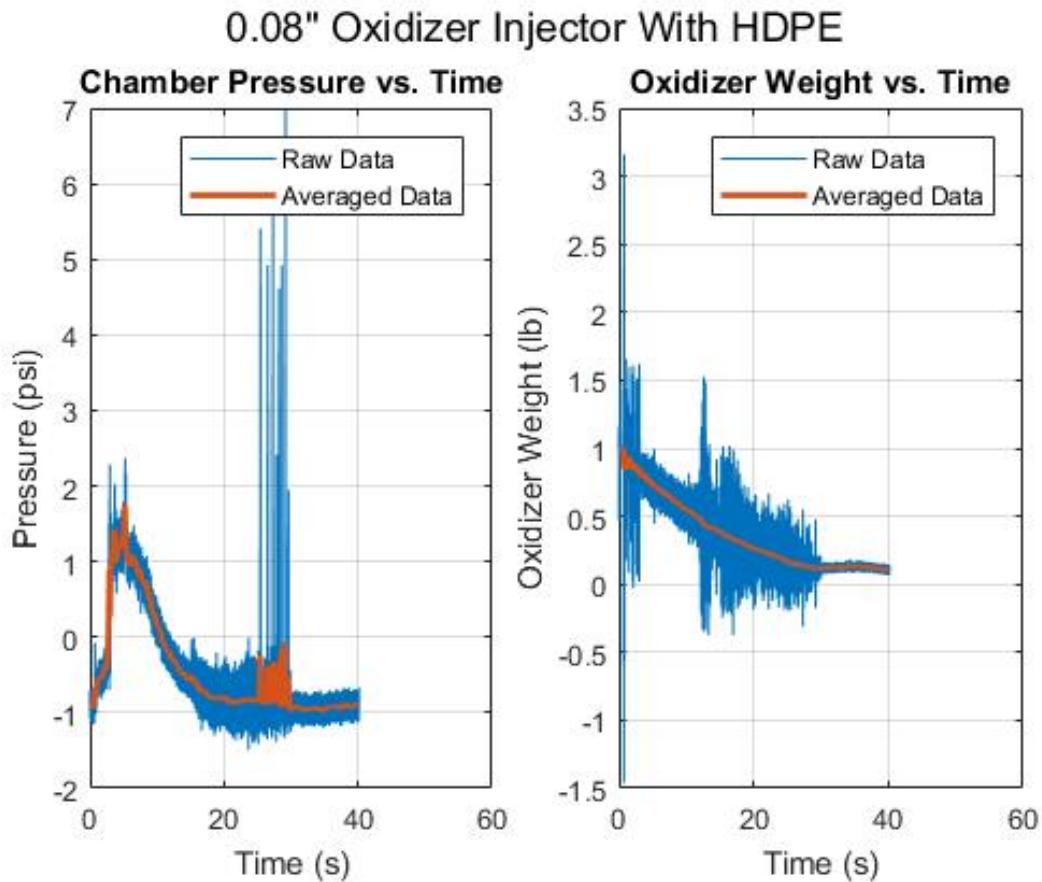 0.08" Oxidizer Injector With HDPE
Chamber Pressure vs. Time
7
6
5
4
3
2
1
0
-1
-2
Pressure (psi)
Raw Data
Averaged Data
0
20
40
60
Time (s)
Oxidizer Weight vs. Time
3.5
3
2.5
2
1.5
1
0.5
0
-0.5
-1
-1.5
Oxidizer Weight (lb)
Raw Data
Averaged Data
0
20
40
60
Time (s)